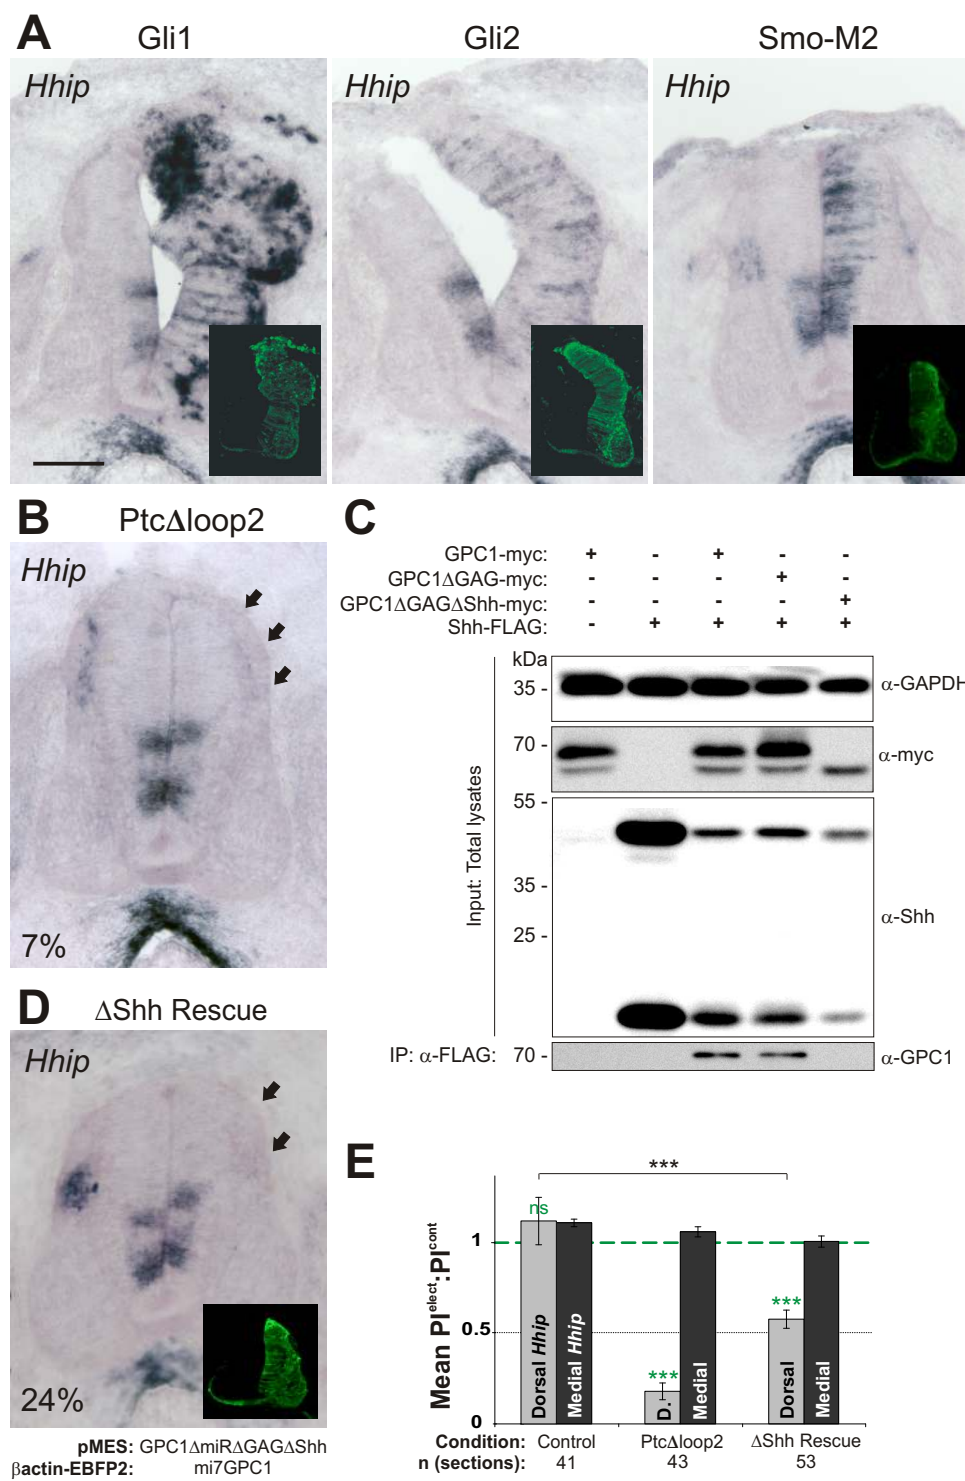 A
Gli1 Gli2 Smo-M2
Hhip Hhip Hhip
B PtcΔloop2
Hhip
7%
C
GPC1-myc: + - + - -
GPC1ΔGAG-myc: - - - + -
GPC1ΔGAGΔShh-myc: - - - - +
Shh-FLAG: - + + + +
kDa
35 - α-GAPDH
70 - α-myc
55 -
35 - α-Shh
25 -
Input: Total lysates
IP: α-FLAG: 70 - α-GPC1
D ΔShh Rescue
Hhip
24%
pMES: GPC1ΔmiRΔGAGΔShh
βactin-EBFP2: mi7GPC1
E
Mean PI^elect:PI^cont
***
ns
1
***
0.5
***
0
Dorsal Hhip Medial Hhip D. Medial Dorsal Medial
Condition: Control PtcΔloop2 ΔShh Rescue
n (sections): 41 43 53